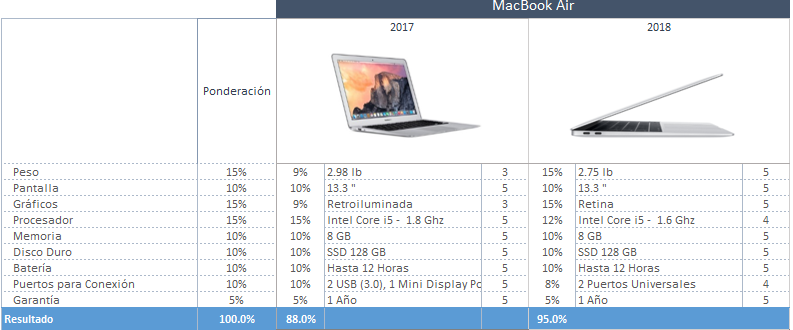 MacBook Air
2017 2018
Ponderación
Peso 15% 9% 2.98 lb 3 15% 2.75 lb 5
Pantalla 10% 10% 13.3 " 5 10% 13.3 " 5
Gráficos 15% 9% Retroiluminada 3 15% Retina 5
Procesador 15% 15% Intel Core i5 - 1.8 Ghz 5 12% Intel Core i5 - 1.6 Ghz 4
Memoria 10% 10% 8 GB 5 10% 8 GB 5
Disco Duro 10% 10% SSD 128 GB 5 10% SSD 128 GB 5
Batería 10% 10% Hasta 12 Horas 5 10% Hasta 12 Horas 5
Puertos para Conexión 10% 10% 2 USB (3.0), 1 Mini Display Pc 5 8% 2 Puertos Universales 4
Garantía 5% 5% 1 Año 5 5% 1 Año 5
Resultado 100.0% 88.0% 95.0%